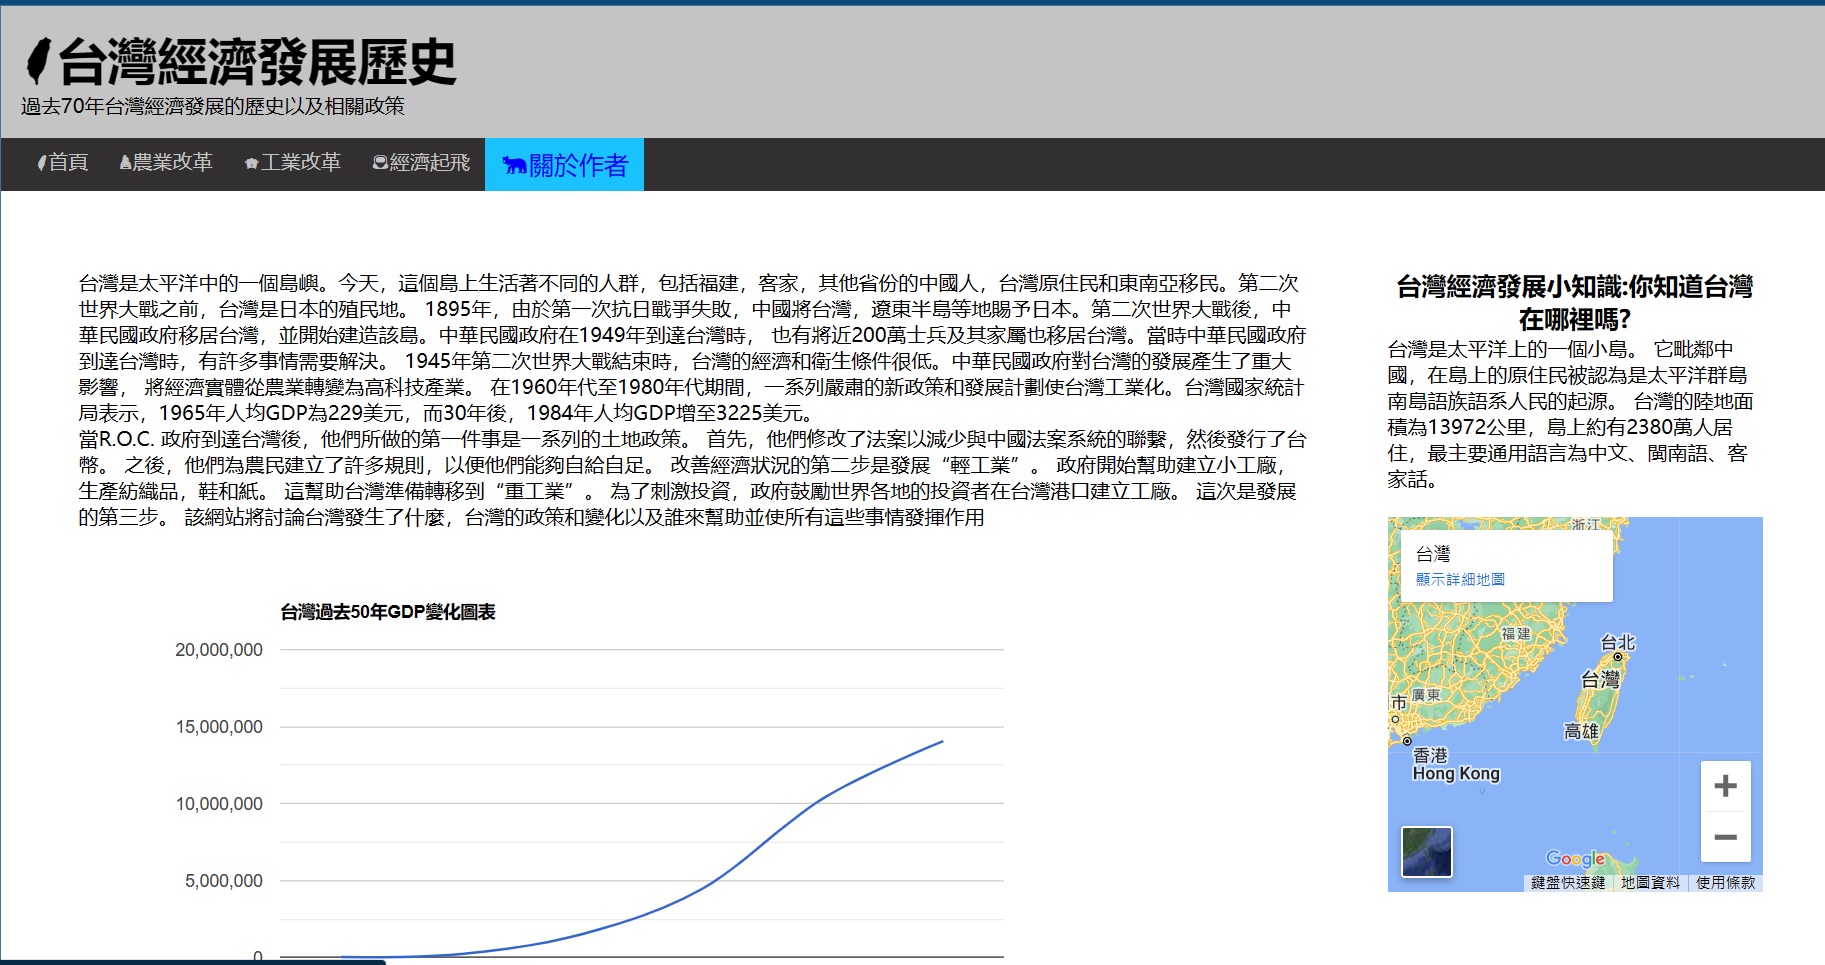 台灣經濟發展歷史
過去70年台灣經濟發展的歷史以及相關政策
首頁 農業改革 工業改革 經濟起飛 關於作者
台灣是太平洋中的一個島嶼。今天，這個島上生活著不同的人群，包括福建，客家，其他省份的中國人，台灣原住民和東南亞移民。第二次
世界大戰之前，台灣是日本的殖民地。 1895年，由於第一次抗日戰爭失敗，中國將台灣，遼東半島等地賜予日本。第二次世界大戰後，中
華民國政府移居台灣，並開始建造該島。中華民國政府在1949年到達台灣時， 也有將近200萬士兵及其家屬也移居台灣。當時中華民國政府
到達台灣時，有許多事情需要解決。 1945年第二次世界大戰結束時，台灣的經濟和衛生條件很低。中華民國政府對台灣的發展產生了重大
影響， 將經濟實體從農業轉變為高科技產業。 在1960年代至1980年代期間，一系列嚴肅的新政策和發展計劃使台灣工業化。台灣國家統計
局表示，1965年人均GDP為229美元，而30年後，1984年人均GDP增至3225美元。
當R.O.C. 政府到達台灣後，他們所做的第一件事是一系列的土地政策。 首先，他們修改了法案以減少與中國法案系統的聯繫，然後發行了台
幣。 之後，他們為農民建立了許多規則，以便他們能夠自給自足。 改善經濟狀況的第二步是發展“輕工業”。 政府開始幫助建立小工廠，
生產紡織品，鞋和紙。 這幫助台灣準備轉移到“重工業”。 為了刺激投資，政府鼓勵世界各地的投資者在台灣港口建立工廠。 這次是發展
的第三步。 該網站將討論台灣發生了什麼，台灣的政策和變化以及誰來幫助並使所有這些事情發揮作用
台灣過去50年GDP變化圖表
20,000,000
15,000,000
10,000,000
5,000,000
0
台灣經濟發展小知識:你知道台灣
在哪裡嗎?
台灣是太平洋上的一個小島。 它毗鄰中
國，在島上的原住民被認為是太平洋群島
南島語族語系人民的起源。 台灣的陸地面
積為13972公里，島上約有2380萬人居
住，最主要通用語言為中文、閩南語、客
家話。
浙江
台灣
顯示詳細地圖
福建
台北
台灣
市
廣東
高雄
香港
Hong Kong
Google
鍵盤快速鍵 地圖資料 使用條款